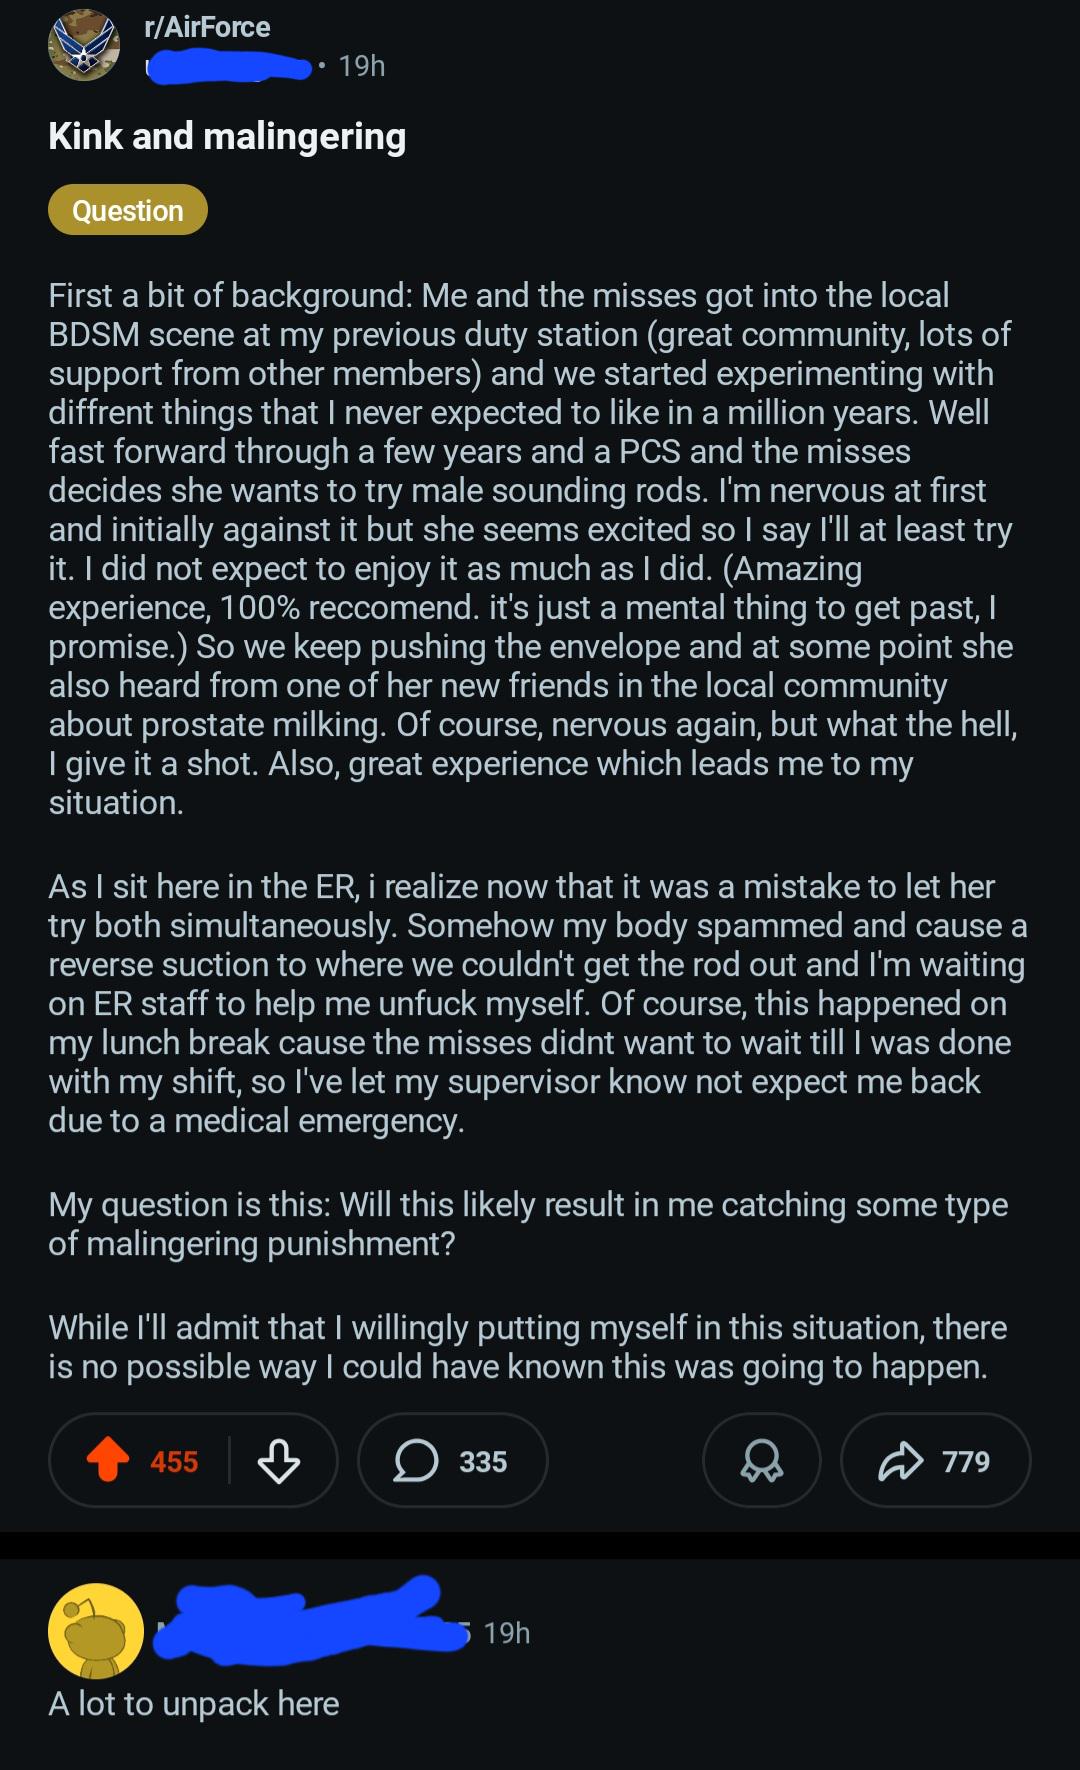 r/AirForce
• 19h
Kink and malingering
Question
First a bit of background: Me and the misses got into the local
BDSM scene at my previous duty station (great community, lots of
support from other members) and we started experimenting with
diffrent things that I never expected to like in a million years. Well
fast forward through a few years and a PCS and the misses
decides she wants to try male sounding rods. I'm nervous at first
and initially against it but she seems excited so I say I'll at least try
it. I did not expect to enjoy it as much as I did. (Amazing
experience, 100% reccomend. it's just a mental thing to get past, I
promise.) So we keep pushing the envelope and at some point she
also heard from one of her new friends in the local community
about prostate milking. Of course, nervous again, but what the hell,
I give it a shot. Also, great experience which leads me to my
situation.
As I sit here in the ER, i realize now that it was a mistake to let her
try both simultaneously. Somehow my body spammed and cause a
reverse suction to where we couldn't get the rod out and I'm waiting
on ER staff to help me unfuck myself. Of course, this happened on
my lunch break cause the misses didnt want to wait till I was done
with my shift, so I've let my supervisor know not expect me back
due to a medical emergency.
My question is this: Will this likely result in me catching some type
of malingering punishment?
While I'll admit that I willingly putting myself in this situation, there
is no possible way I could have known this was going to happen.
455 335 779
19h
A lot to unpack here